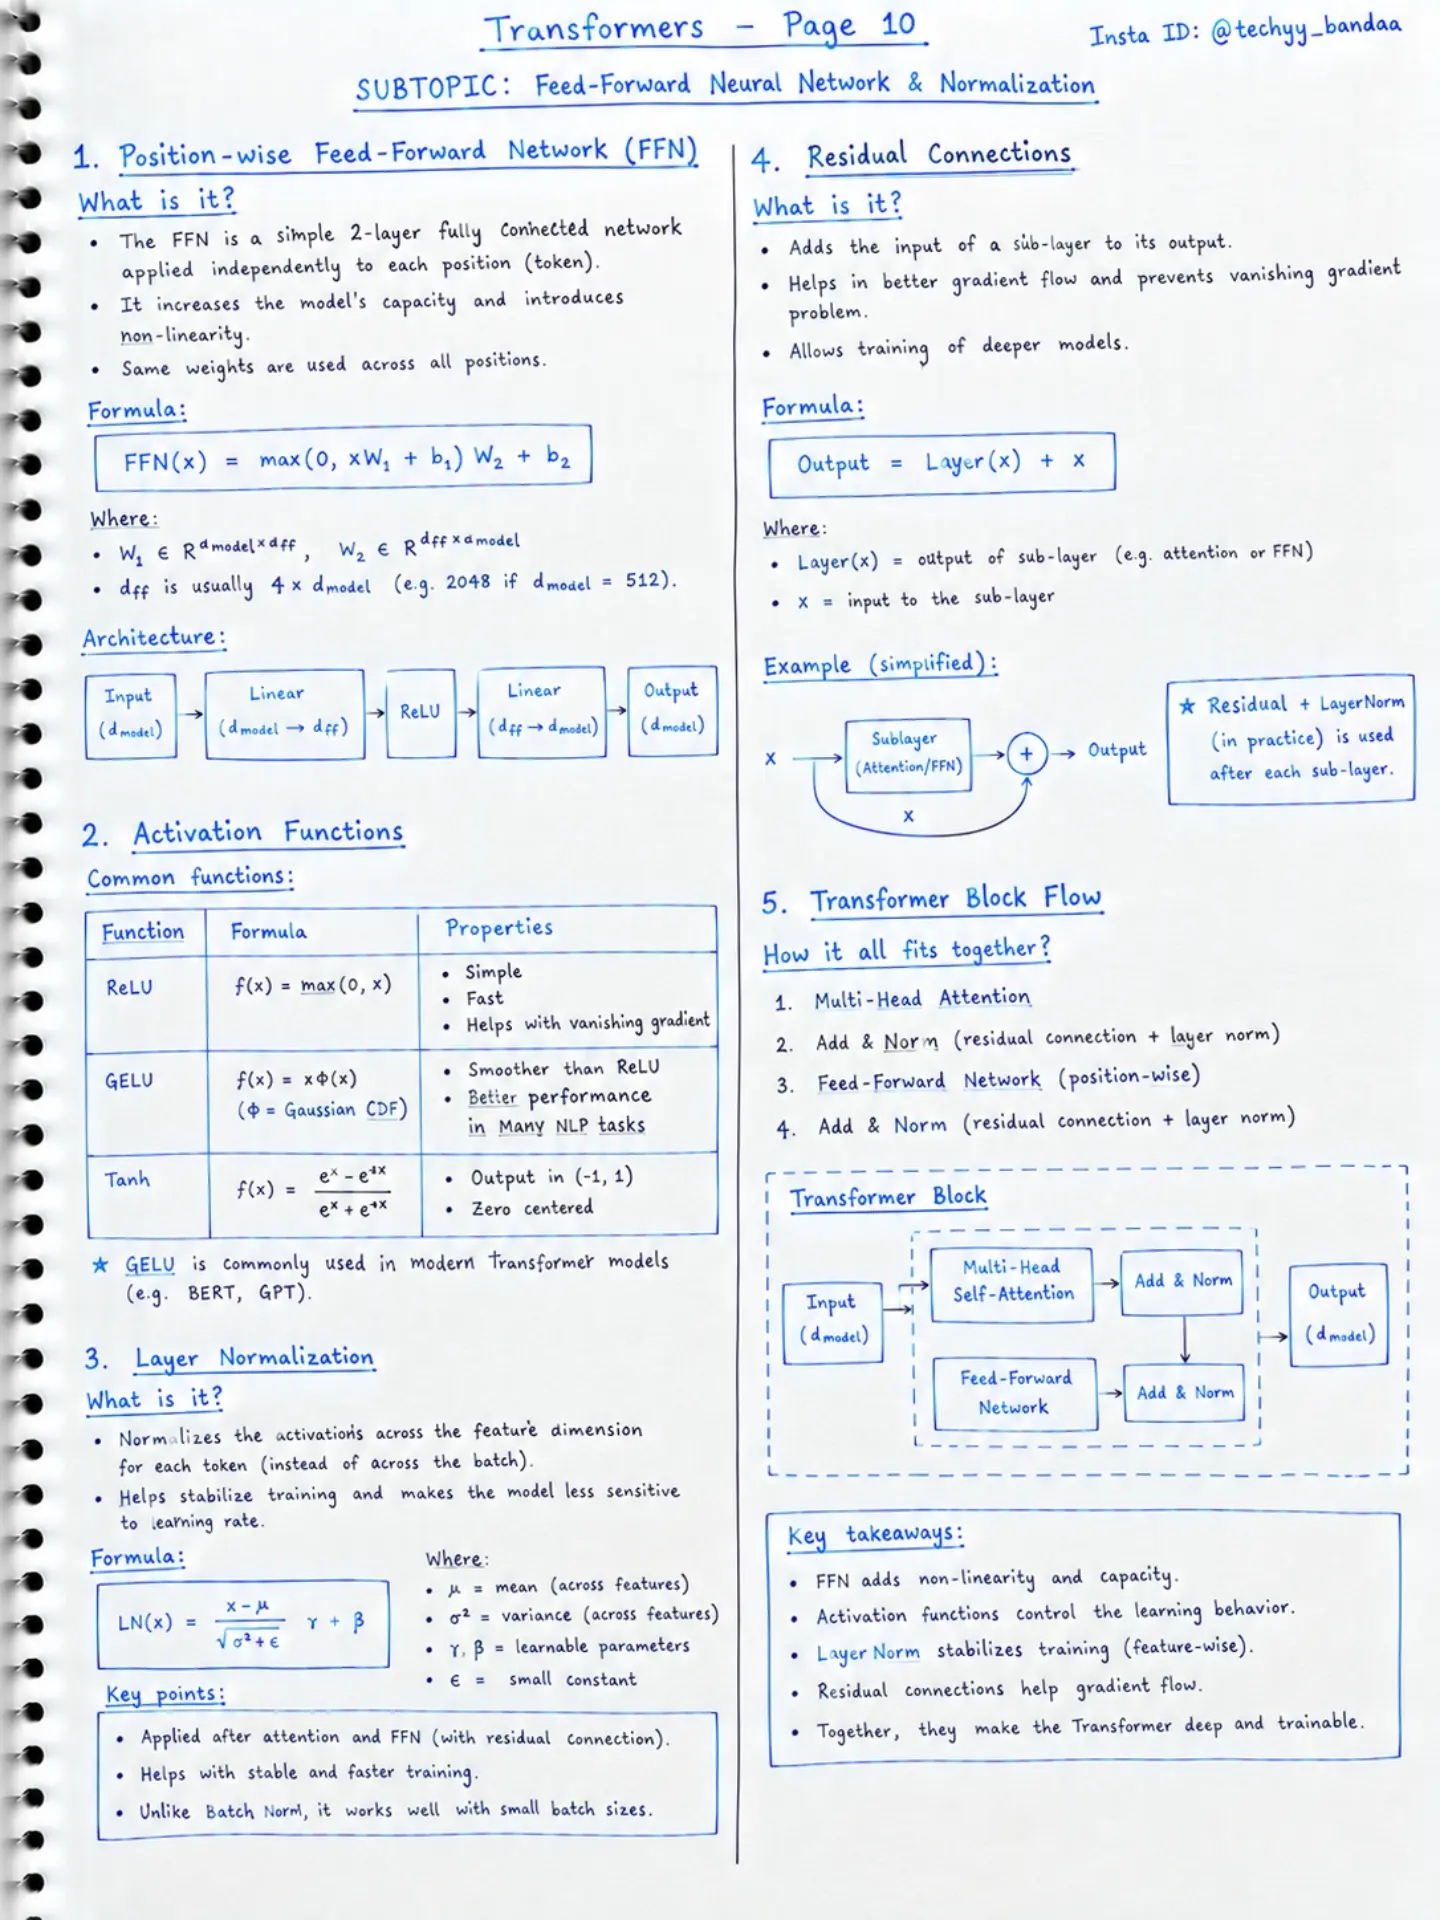 Transformers – Page 10
Insta ID: @techyy_bandaa
SUBTOPIC: Feed-Forward Neural Network & Normalization
1. Position-wise Feed-Forward Network (FFN)
What is it?
• The FFN is a simple 2-layer fully connected network
applied independently to each position (token).
• It increases the model's capacity and introduces
non-linearity.
• Same weights are used across all positions.
Formula:
FFN(x) = max(0, xW₁ + b₁) W₂ + b₂
Where:
• W₁ ∈ R^dmodel×dff, W₂ ∈ R^dff×dmodel
• dff is usually 4 × dmodel (e.g. 2048 if dmodel = 512).
Architecture:
Input
(dmodel)
Linear
(dmodel → dff)
ReLU
Linear
(dff → dmodel)
Output
(dmodel)
2. Activation Functions
Common functions:
Function Formula Properties
ReLU f(x) = max(0, x)
• Simple
• Fast
• Helps with vanishing gradient
GELU f(x) = xΦ(x)
(Φ = Gaussian CDF)
• Smoother than ReLU
• Better performance
in Many NLP tasks
Tanh f(x) = (eˣ − e⁻ˣ) / (eˣ + e⁻ˣ)
• Output in (-1, 1)
• Zero centered
★ GELU is commonly used in modern Transformer models
(e.g. BERT, GPT).
3. Layer Normalization
What is it?
• Normalizes the activations across the feature dimension
for each token (instead of across the batch).
• Helps stabilize training and makes the model less sensitive
to learning rate.
Formula:
LN(x) = (x − μ) / √(σ² + ϵ) γ + β
Where:
• μ = mean (across features)
• σ² = variance (across features)
• γ, β = learnable parameters
• ϵ = small constant
Key points:
• Applied after attention and FFN (with residual connection).
• Helps with stable and faster training.
• Unlike Batch Norm, it works well with small batch sizes.
4. Residual Connections
What is it?
• Adds the input of a sub-layer to its output.
• Helps in better gradient flow and prevents vanishing gradient
problem.
• Allows training of deeper models.
Formula:
Output = Layer(x) + x
Where:
• Layer(x) = output of sub-layer (e.g. attention or FFN)
• x = input to the sub-layer
Example (simplified):
x
Sublayer
(Attention/FFN)
+
Output
x
★ Residual + LayerNorm
(in practice) is used
after each sub-layer.
5. Transformer Block Flow
How it all fits together?
1. Multi-Head Attention
2. Add & Norm (residual connection + layer norm)
3. Feed-Forward Network (position-wise)
4. Add & Norm (residual connection + layer norm)
Transformer Block
Input
(dmodel)
Multi-Head
Self-Attention
Add & Norm
Feed-Forward
Network
Add & Norm
Output
(dmodel)
Key takeaways:
• FFN adds non-linearity and capacity.
• Activation functions control the learning behavior.
• Layer Norm stabilizes training (feature-wise).
• Residual connections help gradient flow.
• Together, they make the Transformer deep and trainable.